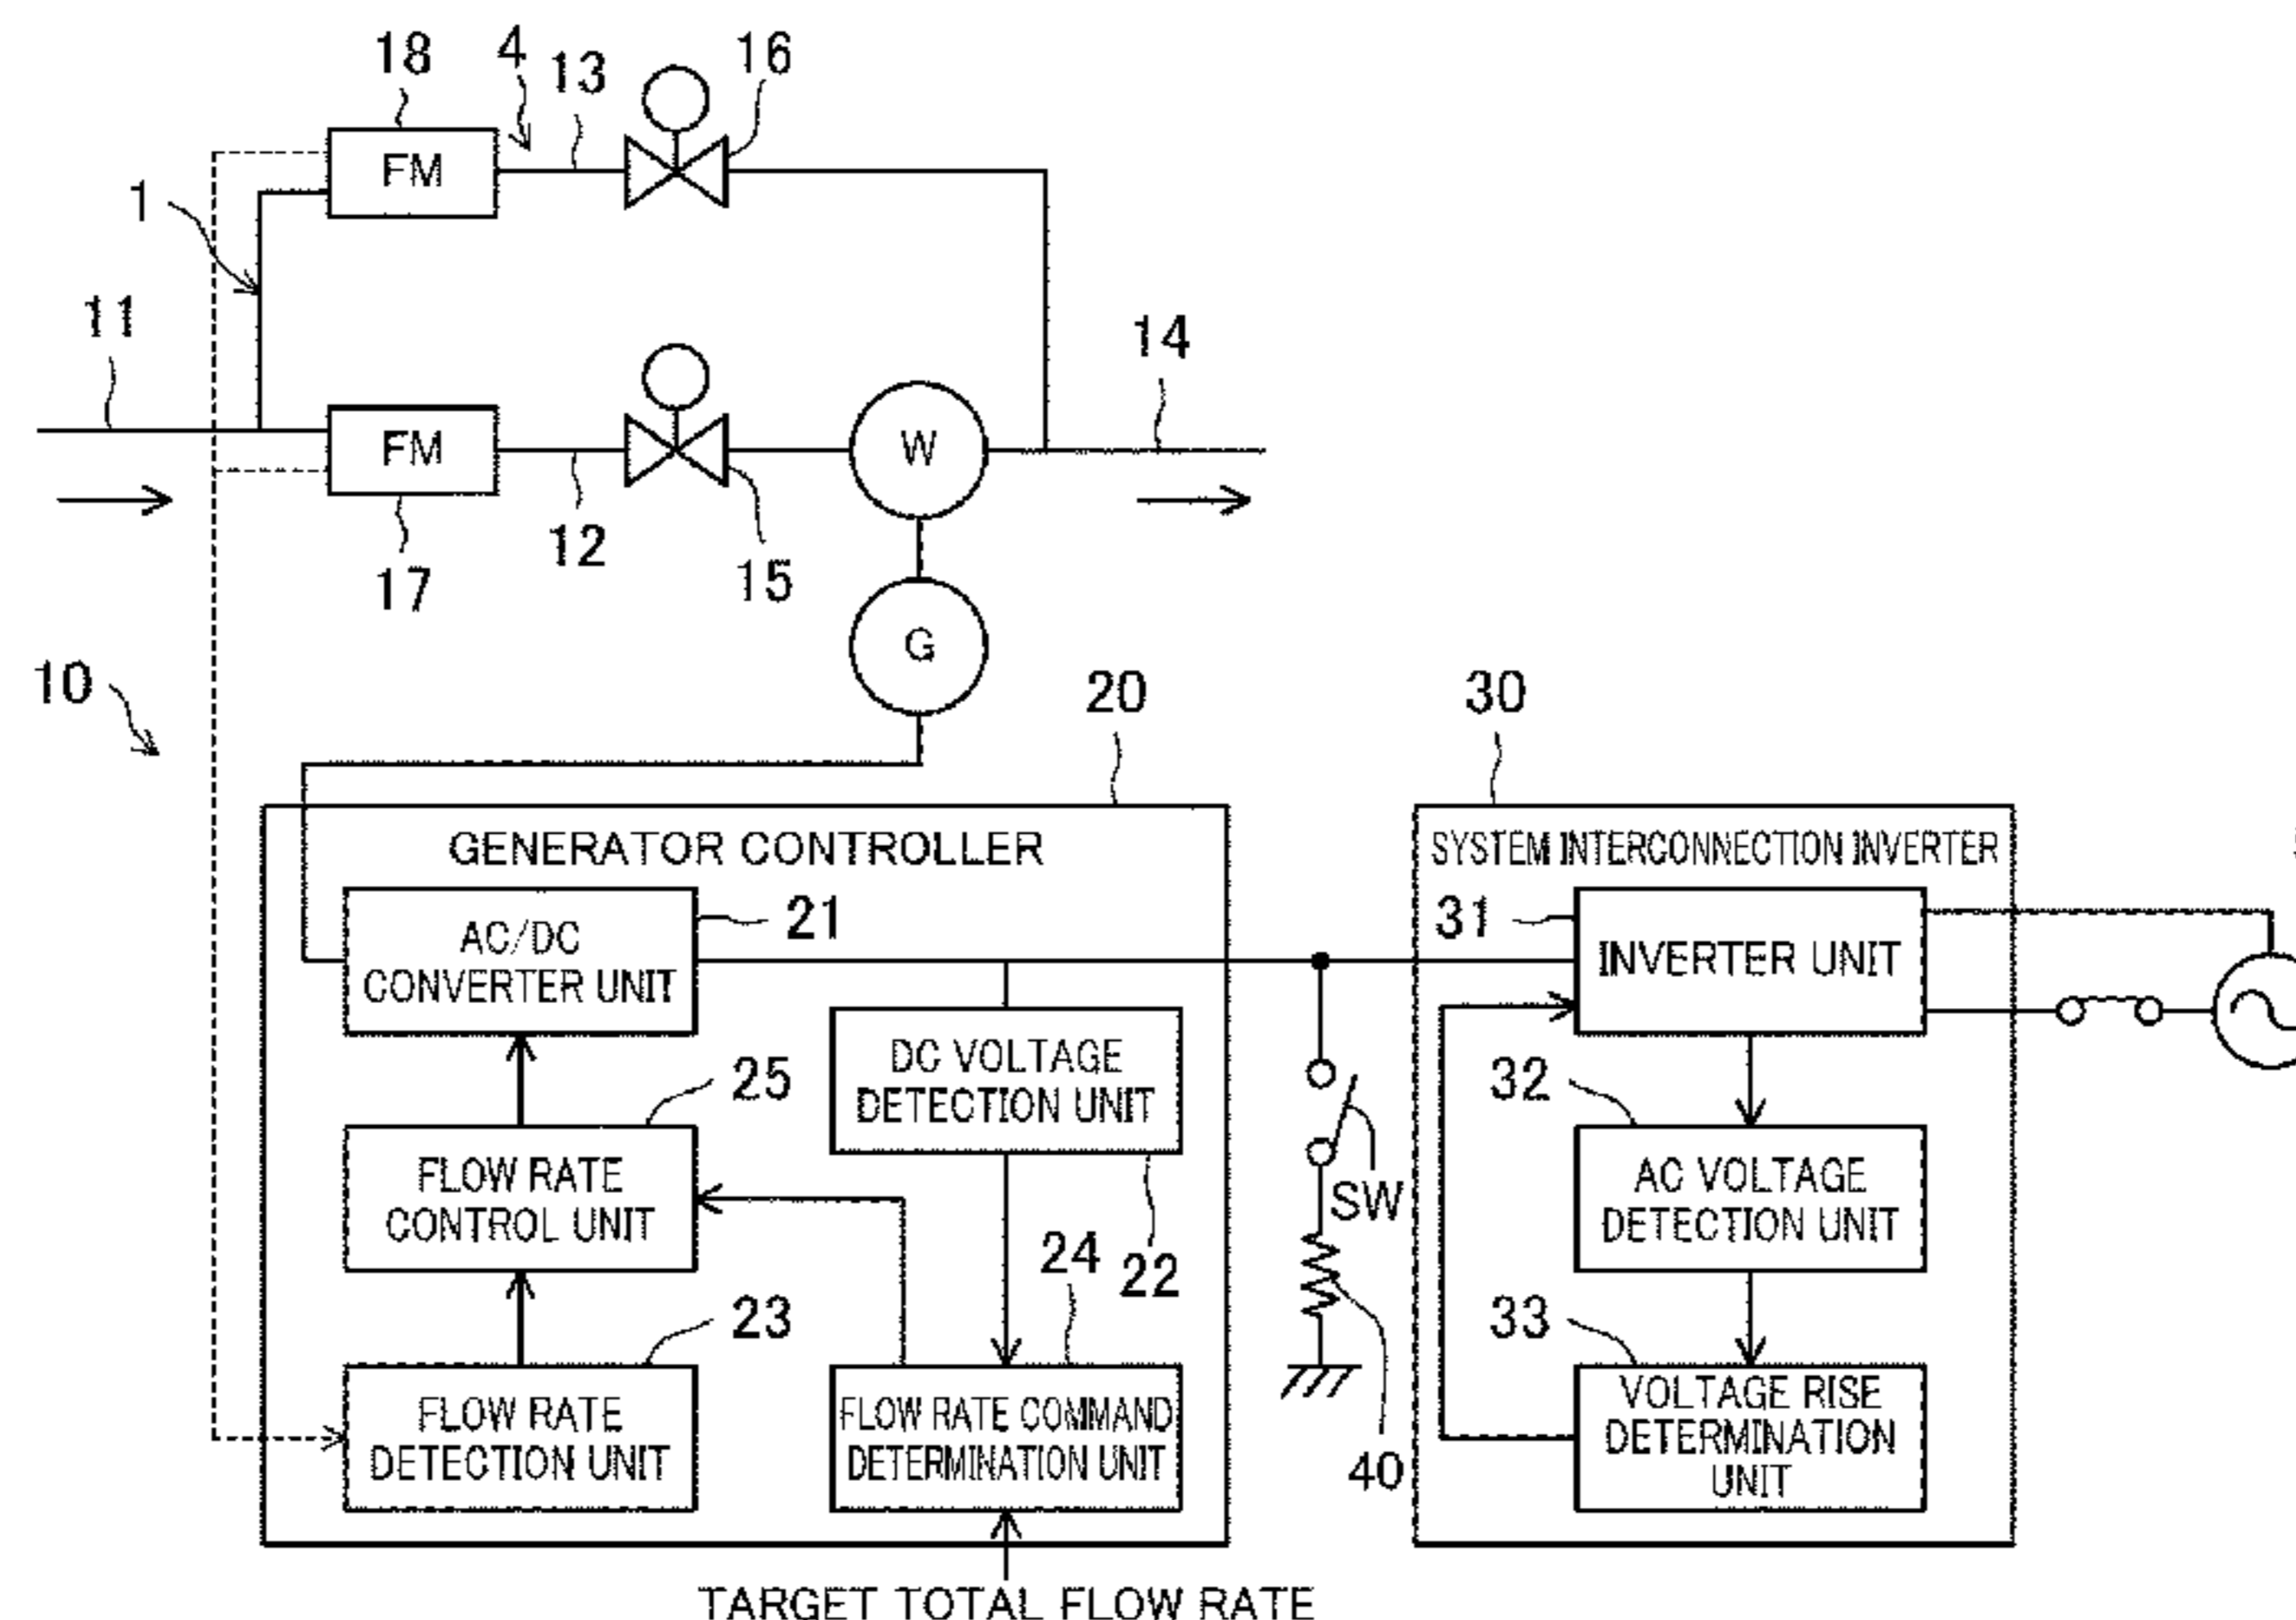 18
4
13
16
FM
1
11
14
FM
W
12
17
15
G
10
20
30
GENERATOR CONTROLLER
SYSTEM INTERCONNECTION INVERTER
AC/DC
CONVERTER UNIT
21
31
INVERTER UNIT
DC VOLTAGE
DETECTION UNIT
25
32
FLOW RATE
CONTROL UNIT
22
SW
AC VOLTAGE
DETECTION UNIT
24
23
33
FLOW RATE
DETECTION UNIT
FLOW RATE COMMAND
DETERMINATION UNIT
40
VOLTAGE RISE
DETERMINATION
UNIT
TARGET TOTAL FLOW RATE